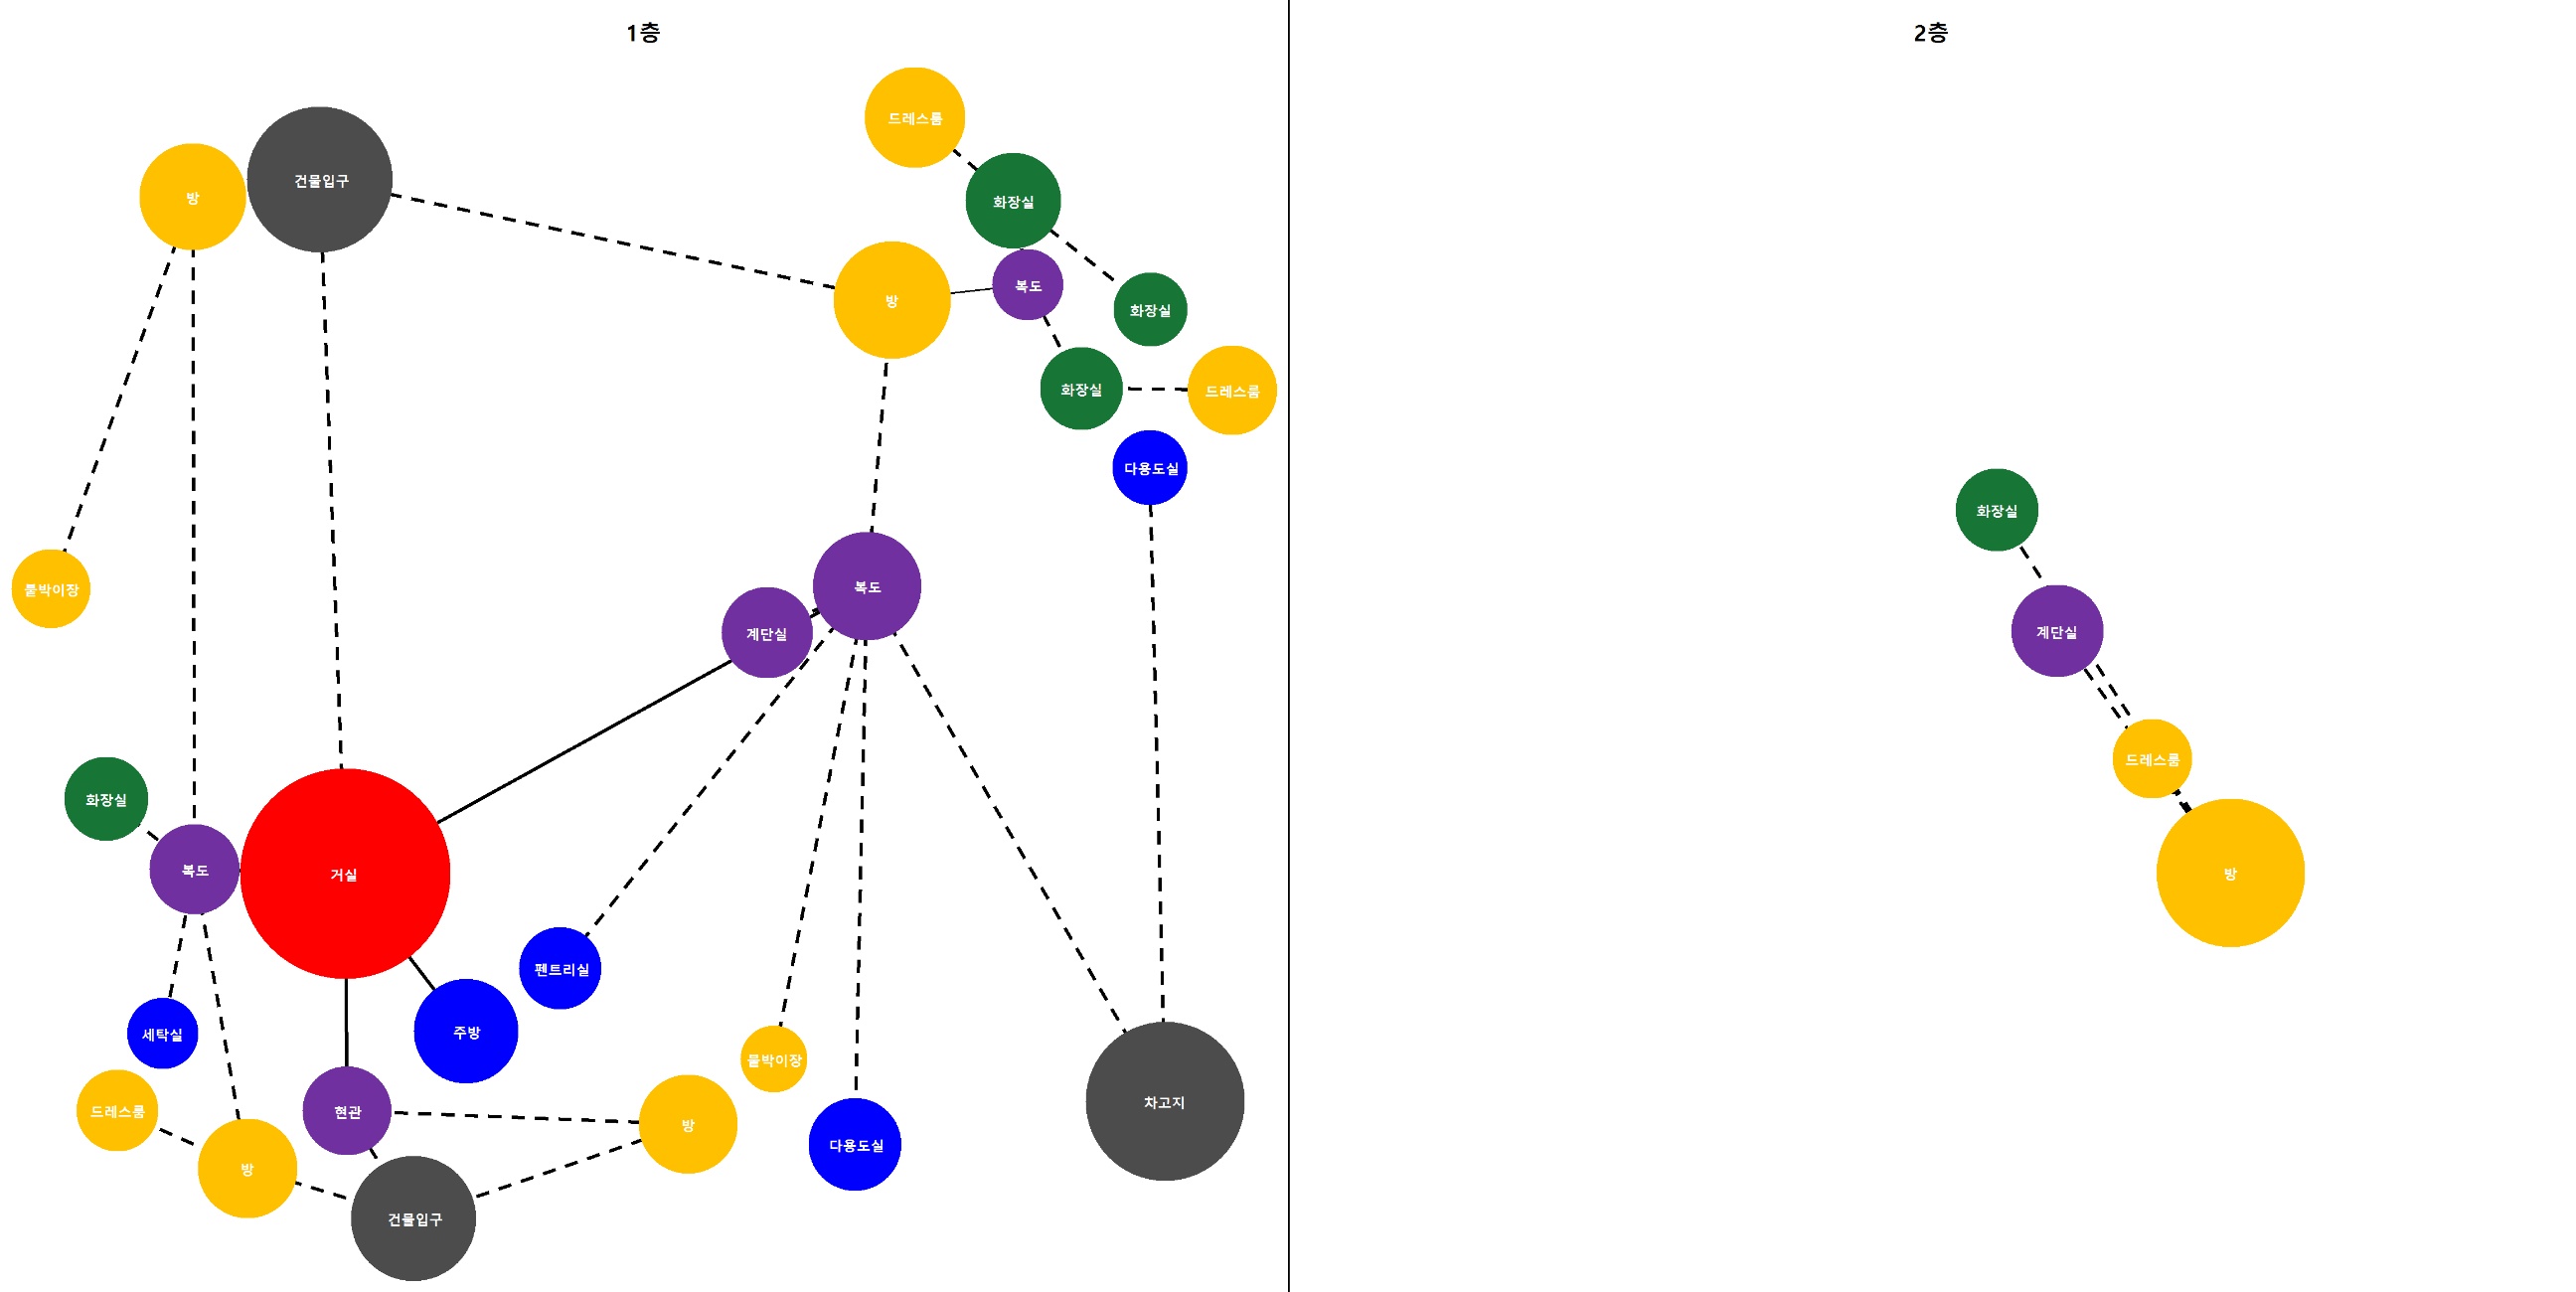 1층
드레스룸
건물입구
방
화장실
복도
방
화장실
화장실
드레스룸
다용도실
복도
계단실
붙박이장
화장실
복도
거실
펜트리실
세탁실
주방
붙박이장
드레스룸
현관
방
차고지
방
다용도실
건물입구
2층
화장실
계단실
드레스룸
방